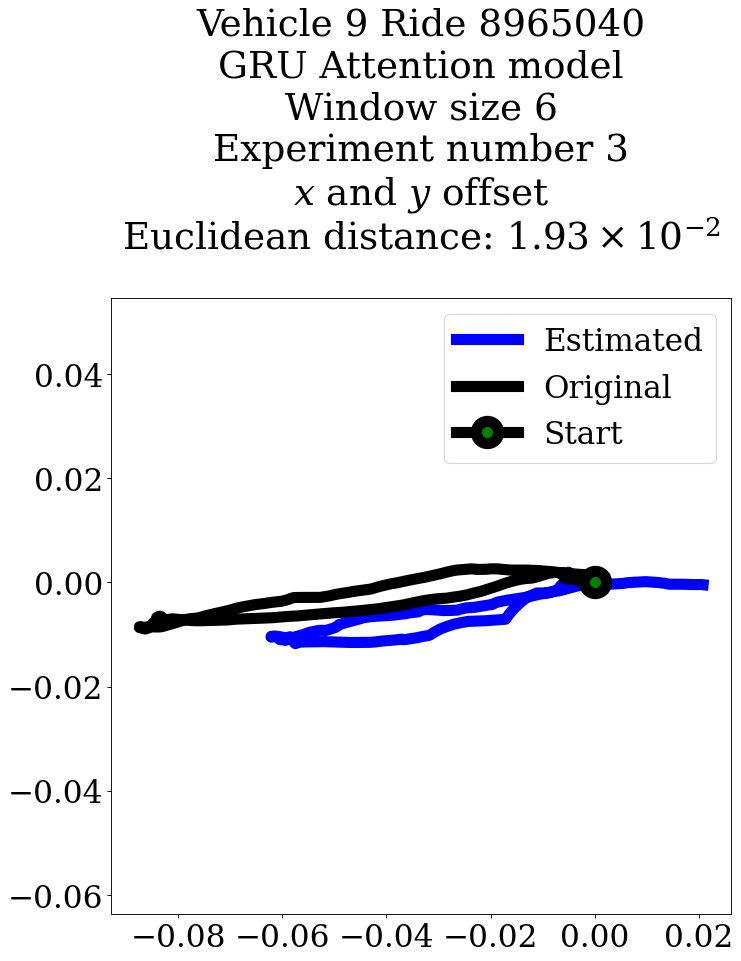 Vehicle 9 Ride 8965040
GRU Attention model
Window size 6
Experiment number 3
x and y offset
Euclidean distance: 1.93 × 10⁻²
Estimated
Original
Start
0.04
0.02
0.00
−0.02
−0.04
−0.06
−0.08 −0.06 −0.04 −0.02 0.00 0.02